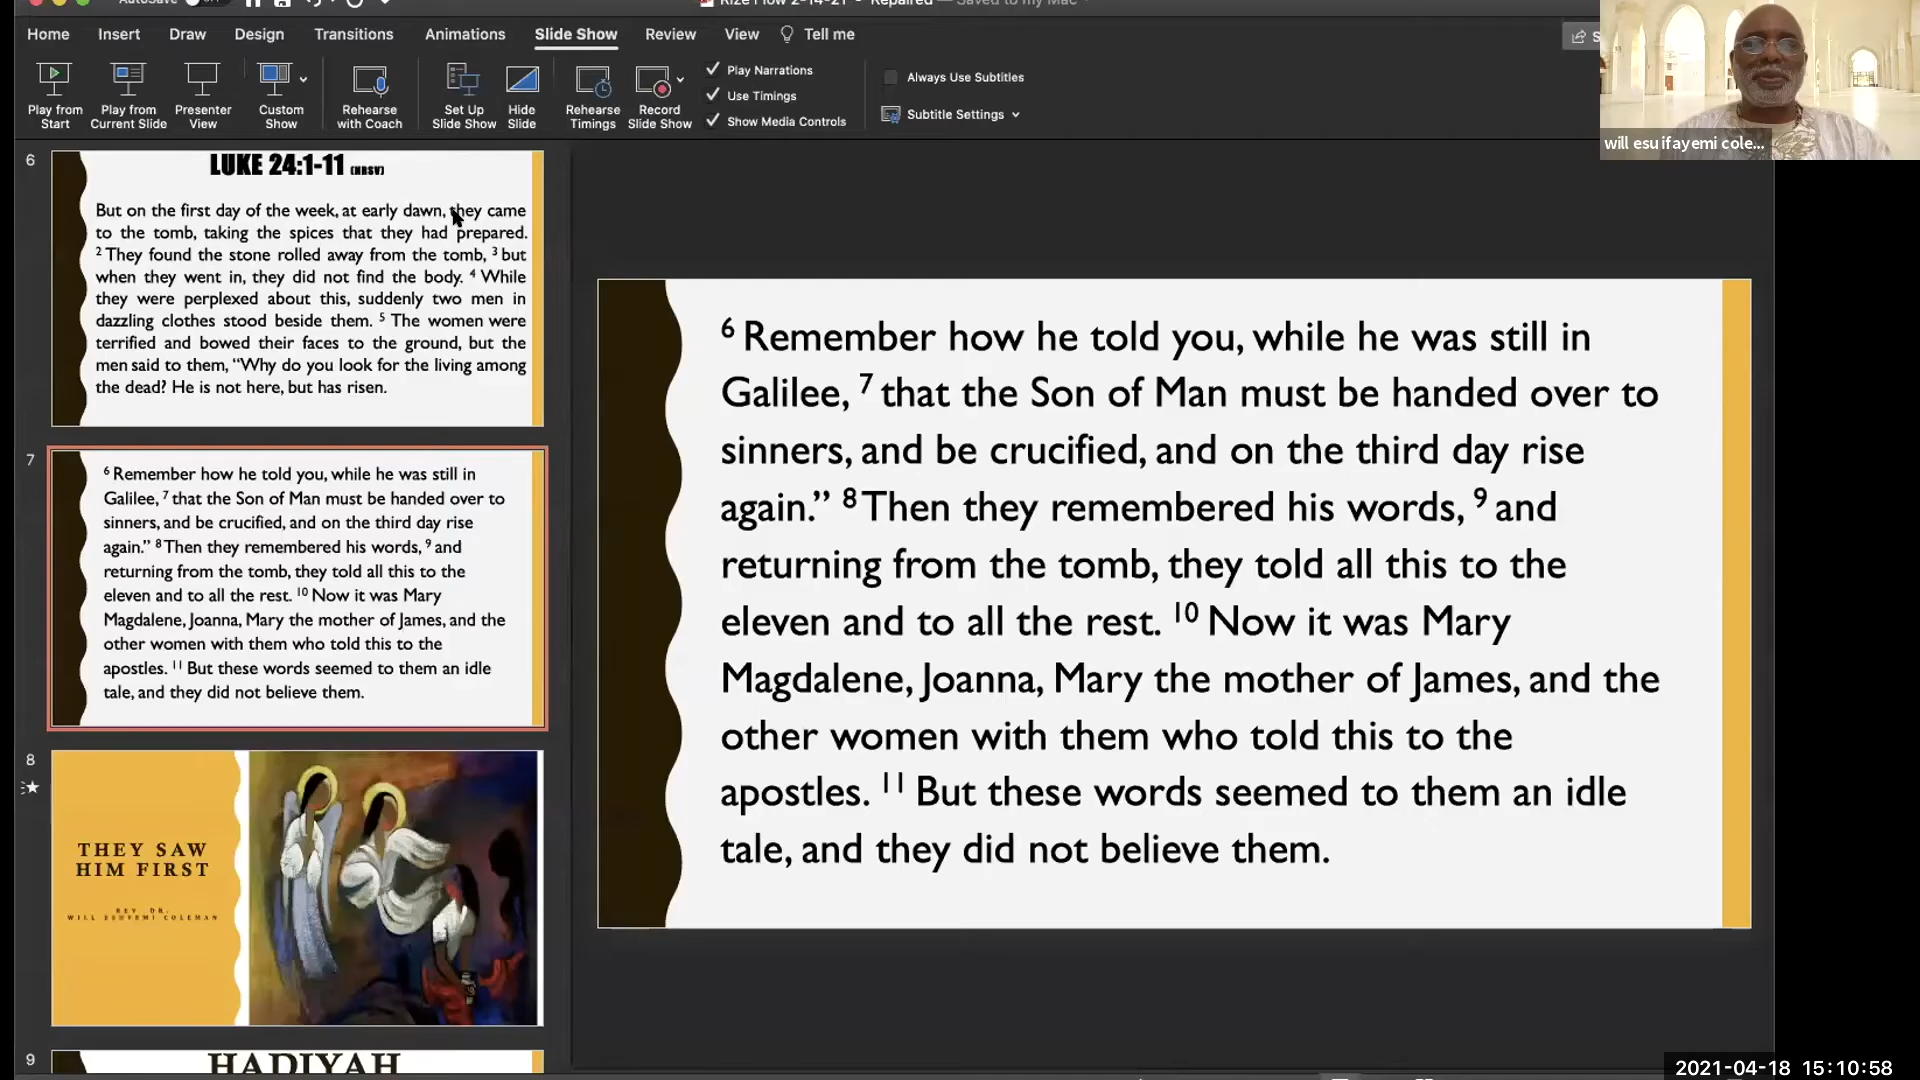 AutoSave
Rize Flow 2-14-21 - Repaired — Saved to my Mac
Home Insert Draw Design Transitions Animations Slide Show Review View Tell me
Play from Start
Play from Current Slide
Presenter View
Custom Show
Rehearse with Coach
Set Up Slide Show
Hide Slide
Rehearse Timings
Record Slide Show
Play Narrations
Use Timings
Show Media Controls
Always Use Subtitles
Subtitle Settings
will esu ifayemi cole...
6
LUKE 24:1-11 (NRSV)
But on the first day of the week, at early dawn, they came
to the tomb, taking the spices that they had prepared.
2 They found the stone rolled away from the tomb, 3 but
when they went in, they did not find the body. 4 While
they were perplexed about this, suddenly two men in
dazzling clothes stood beside them. 5 The women were
terrified and bowed their faces to the ground, but the
men said to them, “Why do you look for the living among
the dead? He is not here, but has risen.
7
6 Remember how he told you, while he was still in
Galilee, 7 that the Son of Man must be handed over to
sinners, and be crucified, and on the third day rise
again.” 8 Then they remembered his words, 9 and
returning from the tomb, they told all this to the
eleven and to all the rest. 10 Now it was Mary
Magdalene, Joanna, Mary the mother of James, and the
other women with them who told this to the
apostles. 11 But these words seemed to them an idle
tale, and they did not believe them.
8
THEY SAW
HIM FIRST
REV. DR.
WILL ESUYEMI COLEMAN
9
HADIYAH
6 Remember how he told you, while he was still in
Galilee, 7 that the Son of Man must be handed over to
sinners, and be crucified, and on the third day rise
again.” 8 Then they remembered his words, 9 and
returning from the tomb, they told all this to the
eleven and to all the rest. 10 Now it was Mary
Magdalene, Joanna, Mary the mother of James, and the
other women with them who told this to the
apostles. 11 But these words seemed to them an idle
tale, and they did not believe them.
2021-04-18 15:10:58